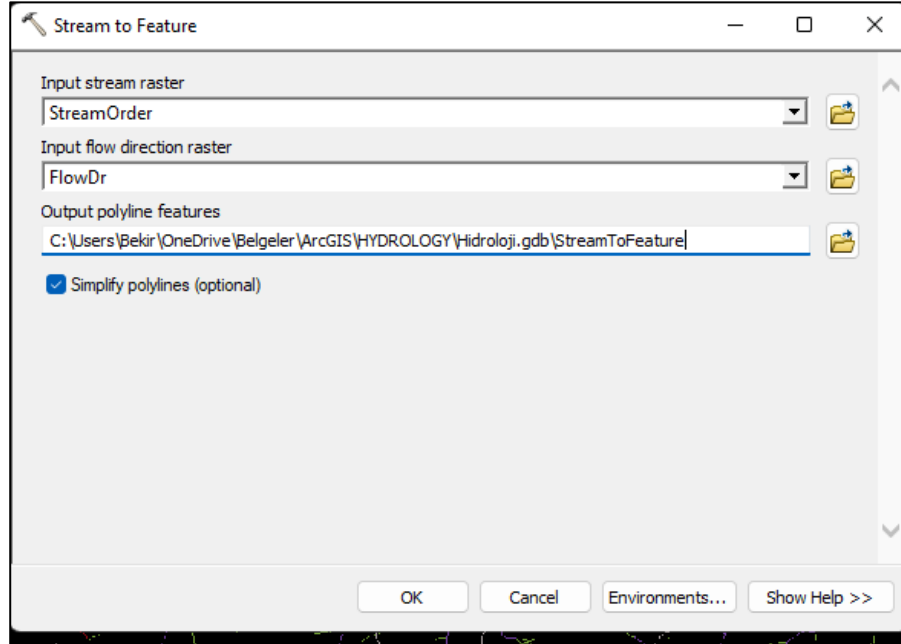 Stream to Feature
Input stream raster
StreamOrder
Input flow direction raster
FlowDr
Output polyline features
C:\Users\Bekir\OneDrive\Belgeler\ArcGIS\HYDROLOGY\Hidroloji.gdb\StreamToFeature
Simplify polylines (optional)
OK Cancel Environments... Show Help >>